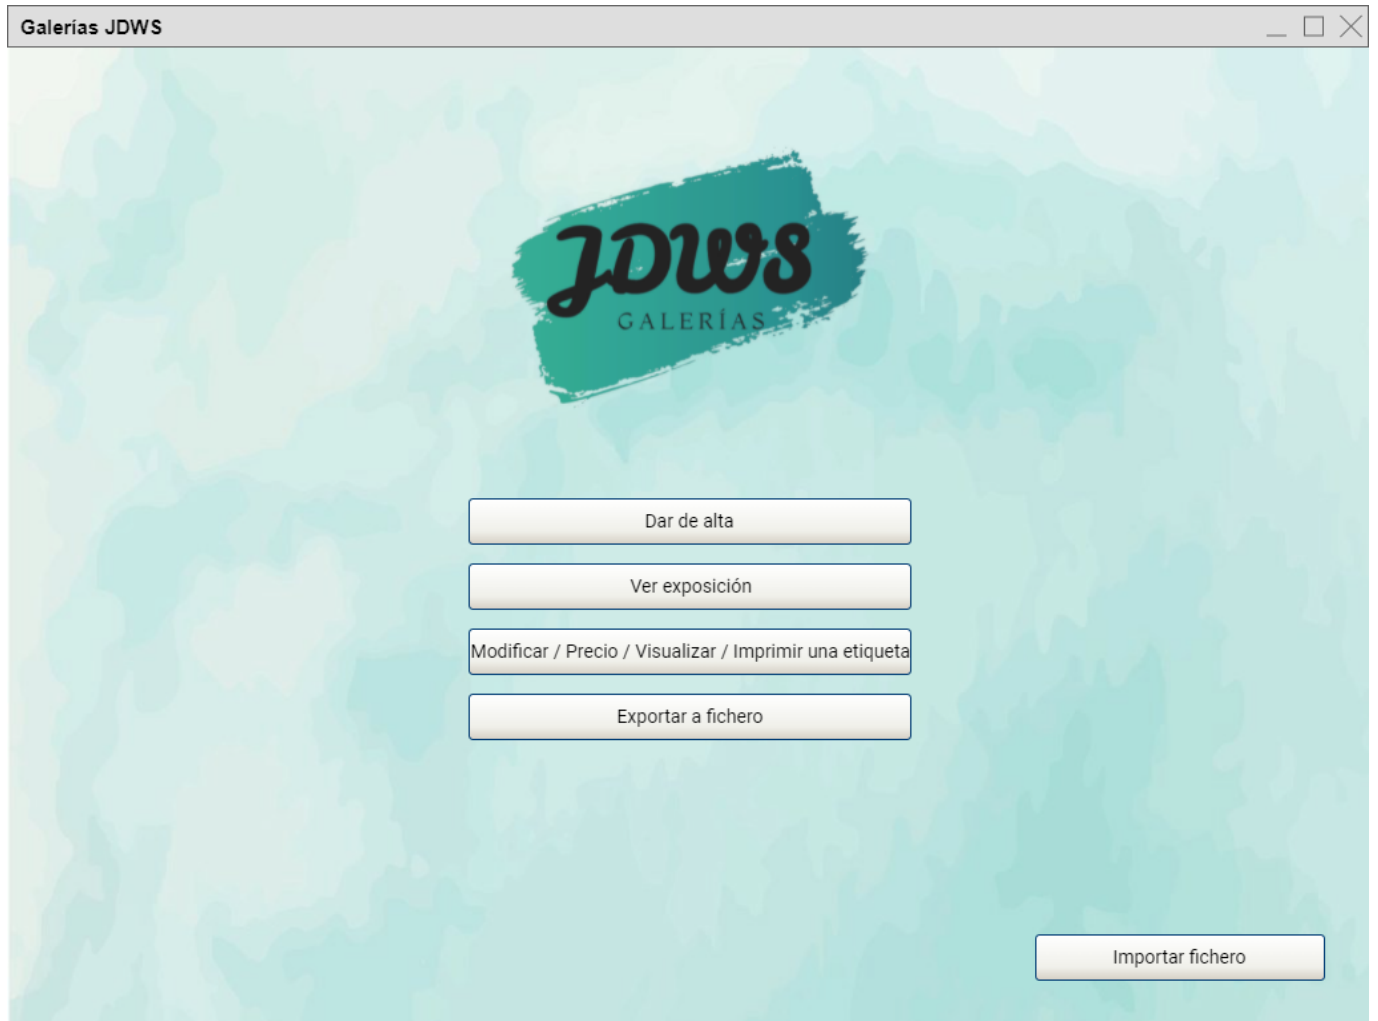 Galerías JDWS
JDWS
GALERÍAS
Dar de alta
Ver exposición
Modificar / Precio / Visualizar / Imprimir una etiqueta
Exportar a fichero
Importar fichero